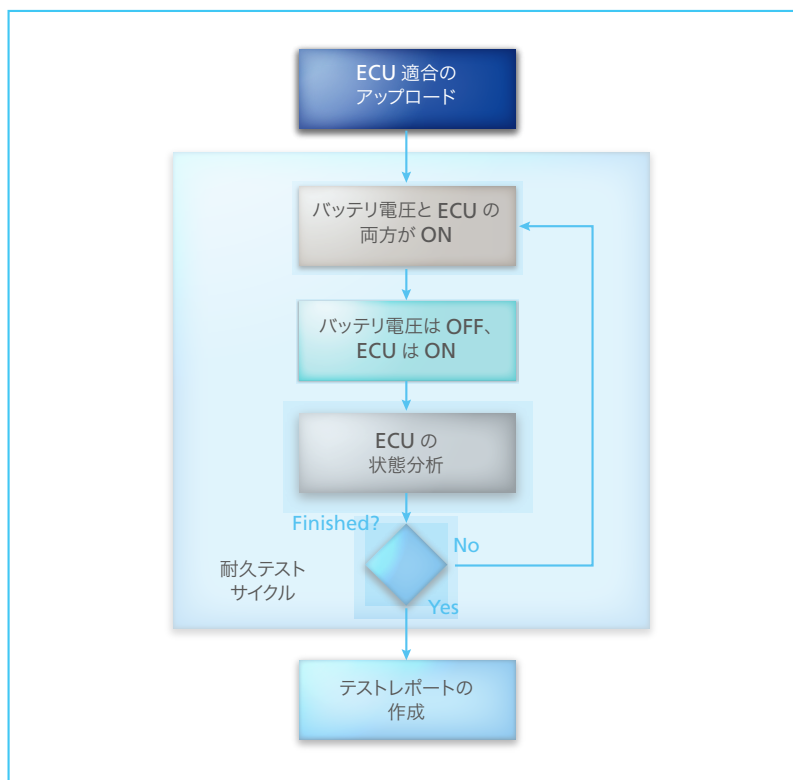 ECU 適合の
アップロード
バッテリ電圧と ECU の
両方が ON
バッテリ電圧は OFF、
ECU は ON
ECU の
状態分析
Finished?
No
耐久テスト
サイクル
Yes
テストレポートの
作成